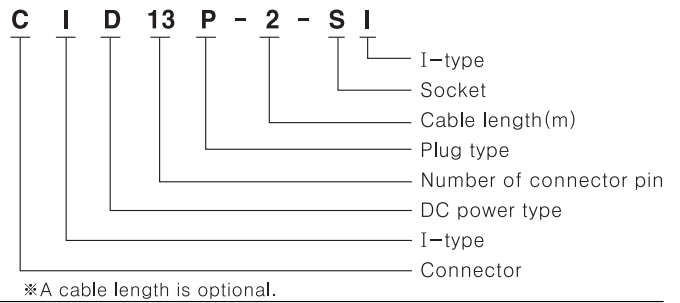 C I D 13 P - 2 - S I
I-type
Socket
Cable length(m)
Plug type
Number of connector pin
DC power type
I-type
Connector
※A cable length is optional.